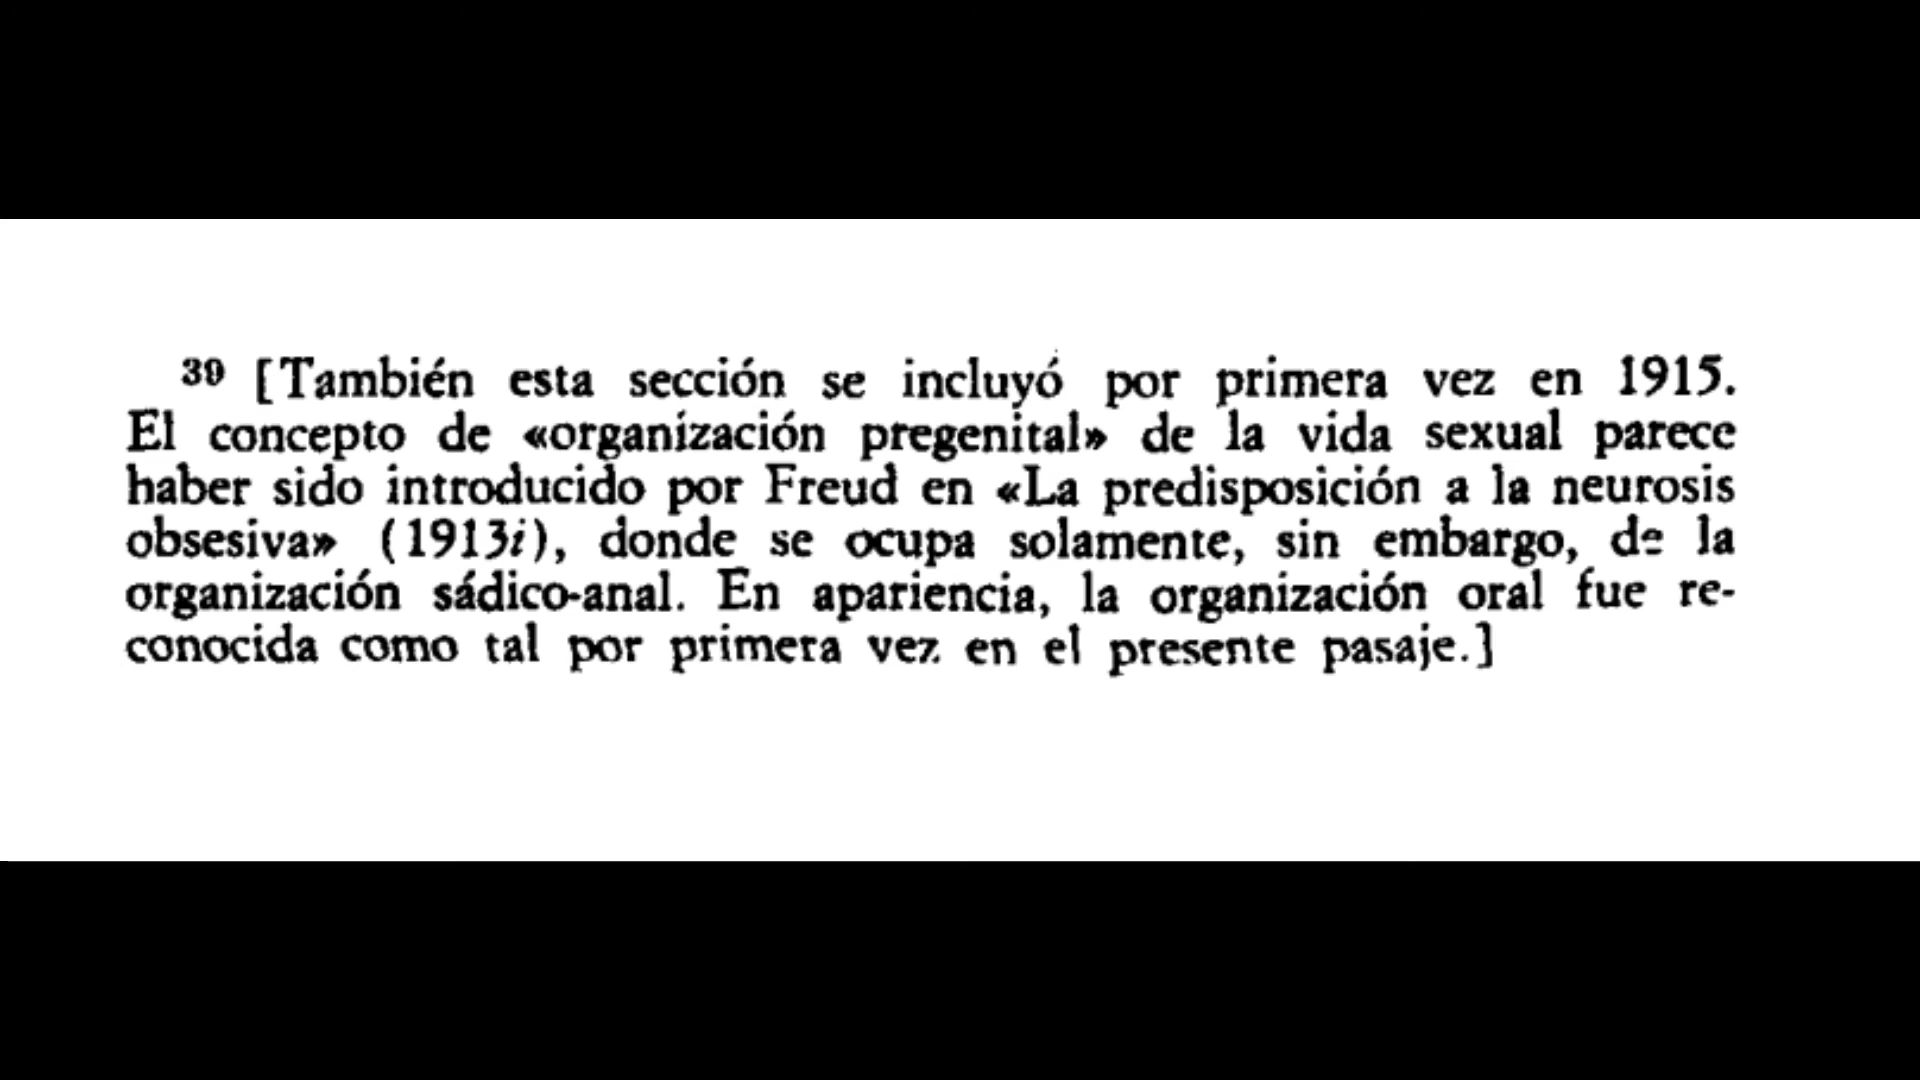 39 [También esta sección se incluyó por primera vez en 1915.
El concepto de «organización pregenital» de la vida sexual parece
haber sido introducido por Freud en «La predisposición a la neurosis
obsesiva» (1913i), donde se ocupa solamente, sin embargo, de la
organización sádico-anal. En apariencia, la organización oral fue re-
conocida como tal por primera vez en el presente pasaje.]